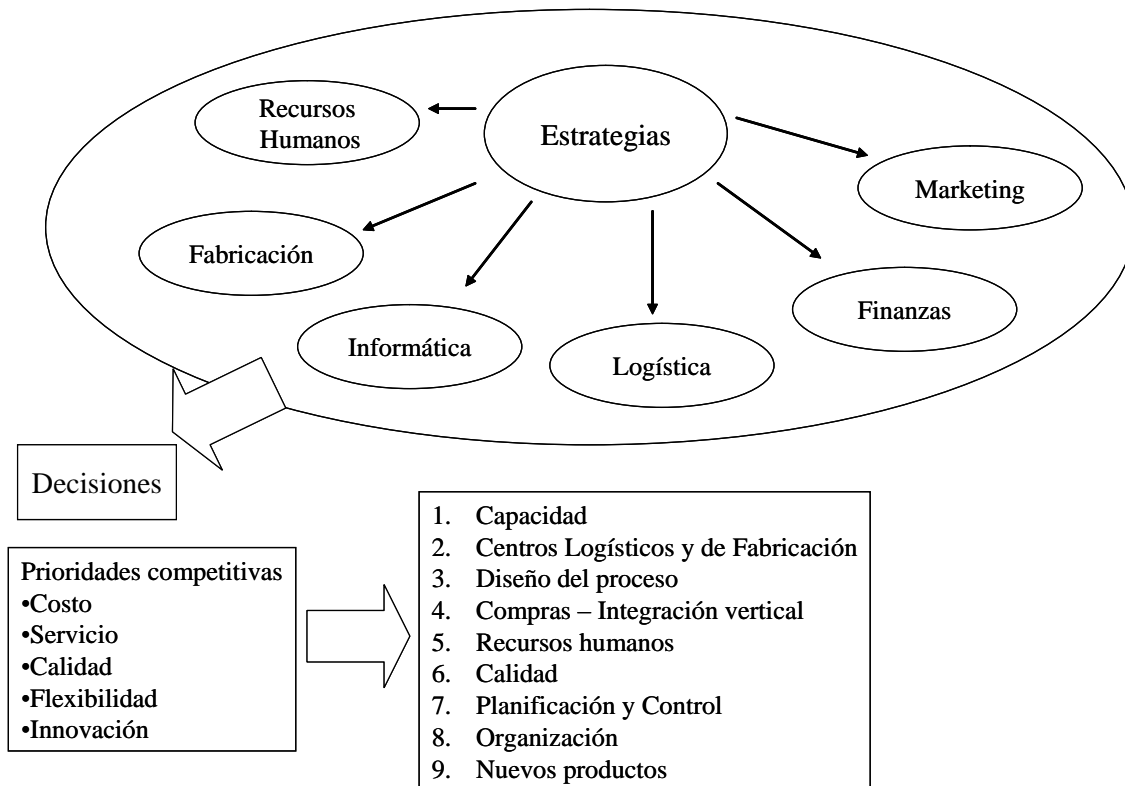 Recursos
Humanos
Estrategias
Marketing
Fabricación
Finanzas
Informática
Logística
Decisiones
Prioridades competitivas
•Costo
•Servicio
•Calidad
•Flexibilidad
•Innovación
1. Capacidad
2. Centros Logísticos y de Fabricación
3. Diseño del proceso
4. Compras – Integración vertical
5. Recursos humanos
6. Calidad
7. Planificación y Control
8. Organización
9. Nuevos productos